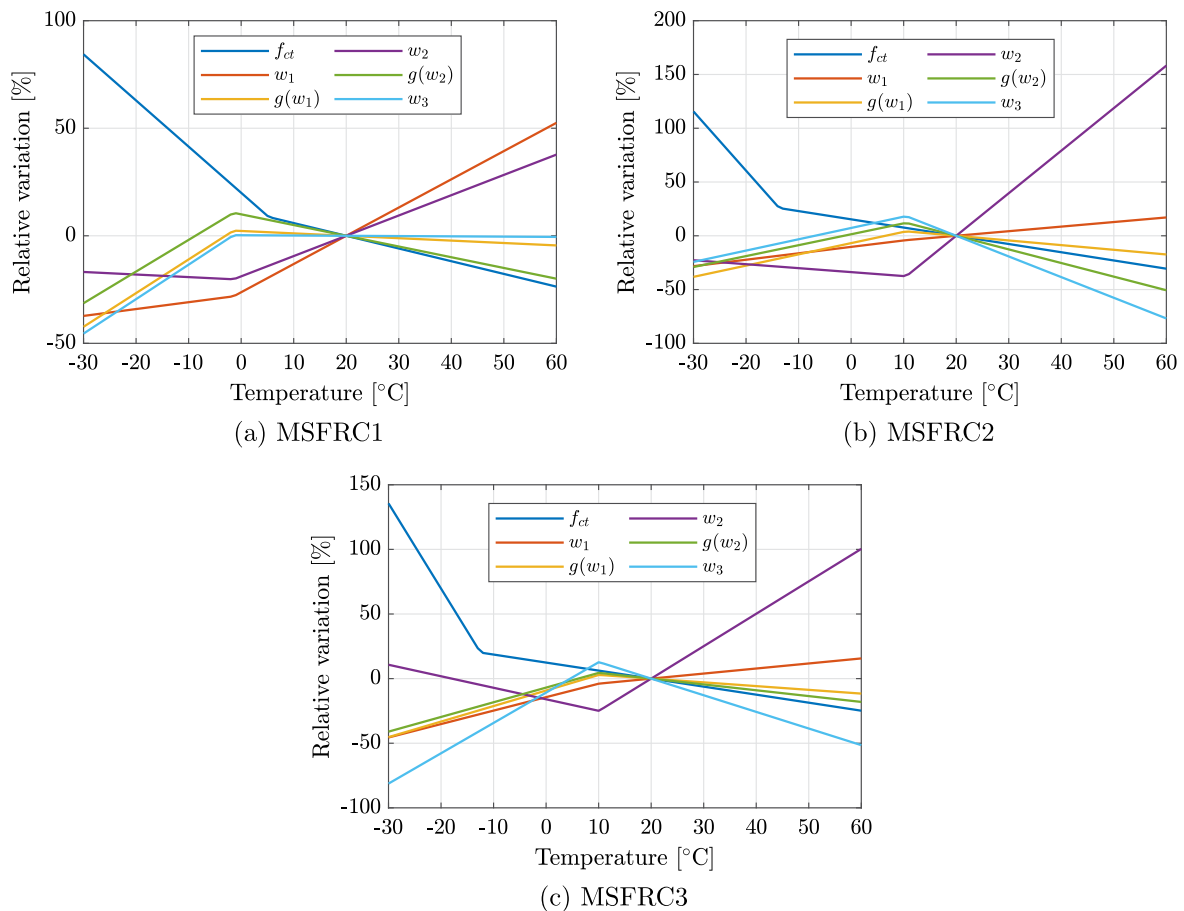 100
50
0
-50
Relative variation [%]
f_ct
w_1
g(w_1)
w_2
g(w_2)
w_3
-30 -20 -10 0 10 20 30 40 50 60
Temperature [°C]
(a) MSFRC1
200
150
100
50
0
-50
-100
Relative variation [%]
f_ct
w_1
g(w_1)
w_2
g(w_2)
w_3
-30 -20 -10 0 10 20 30 40 50 60
Temperature [°C]
(b) MSFRC2
150
100
50
0
-50
-100
Relative variation [%]
f_ct
w_1
g(w_1)
w_2
g(w_2)
w_3
-30 -20 -10 0 10 20 30 40 50 60
Temperature [°C]
(c) MSFRC3